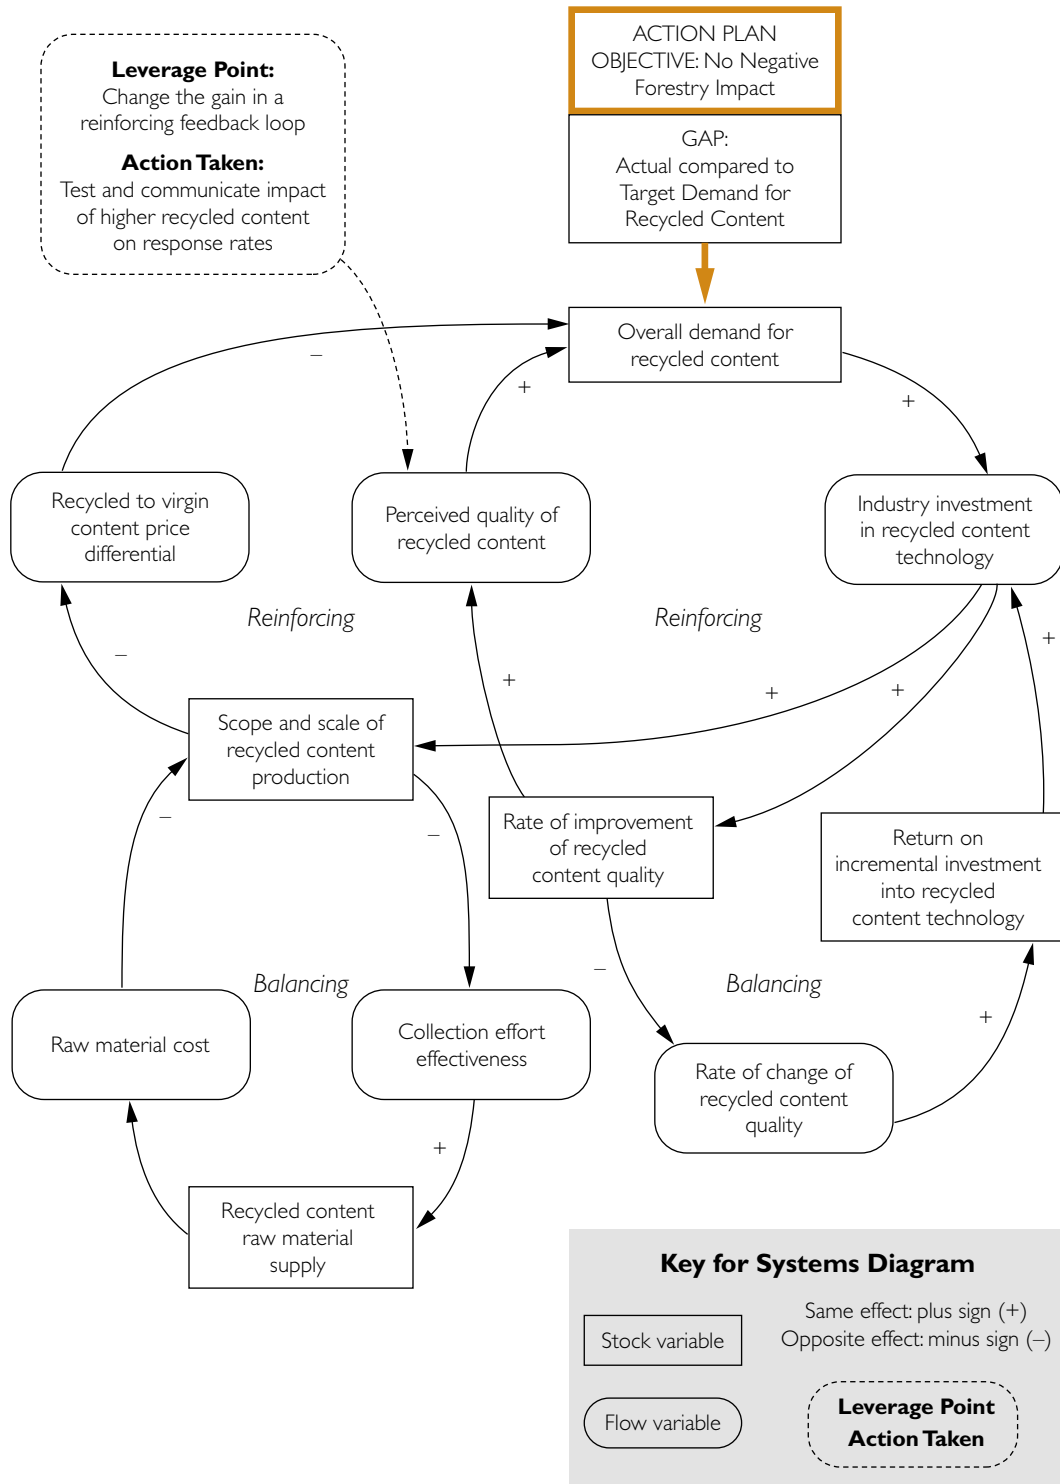 Leverage Point:
Change the gain in a
reinforcing feedback loop
Action Taken:
Test and communicate impact
of higher recycled content
on response rates
ACTION PLAN
OBJECTIVE: No Negative
Forestry Impact
GAP:
Actual compared to
Target Demand for
Recycled Content
Overall demand for
recycled content
–
+
+
Recycled to virgin
content price
differential
Perceived quality of
recycled content
Industry investment
in recycled content
technology
Reinforcing
Reinforcing
–
+
+
+
+
Scope and scale of
recycled content
production
–
–
Rate of improvement
of recycled
content quality
Return on
incremental investment
into recycled
content technology
Balancing
–
Balancing
+
Raw material cost
Collection effort
effectiveness
Rate of change of
recycled content
quality
+
Recycled content
raw material
supply
Key for Systems Diagram
Stock variable
Same effect: plus sign (+)
Opposite effect: minus sign (–)
Flow variable
Leverage Point
Action Taken